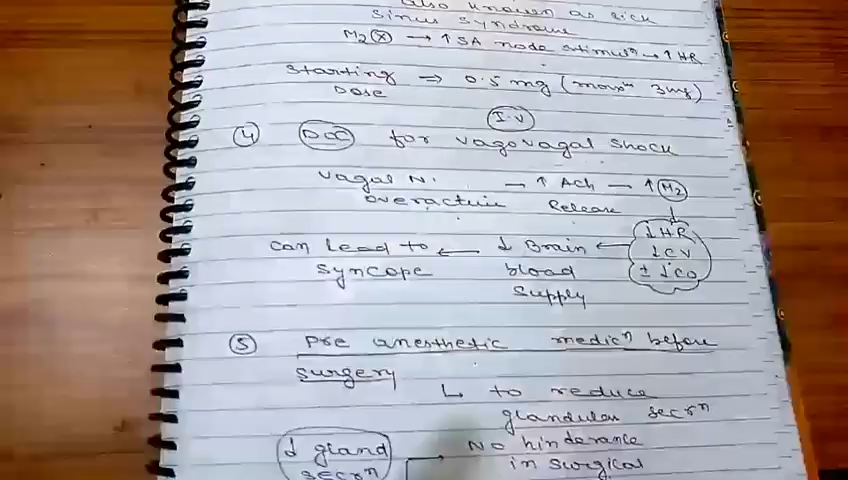 also known as sick
sinus syndrome
M2 (x) → ↑ SA node stimuⁿ → ↑ HR
Starting Dose ⇒ 0.5 mg (maxᵐ 3mg)
I.V
④ DOC for vagovagal shock
vagal N. overactive → ↑ Ach Release → ↑ M2
↓
↓ HR
↓ CV
± ↓ CO
can lead to syncope ← ↓ Brain blood supply ←
⑤ Pre anesthetic medicⁿ before
surgery
↳ to reduce
glandular secrⁿ
↓ gland secrⁿ
→ No hinderance
in surgical